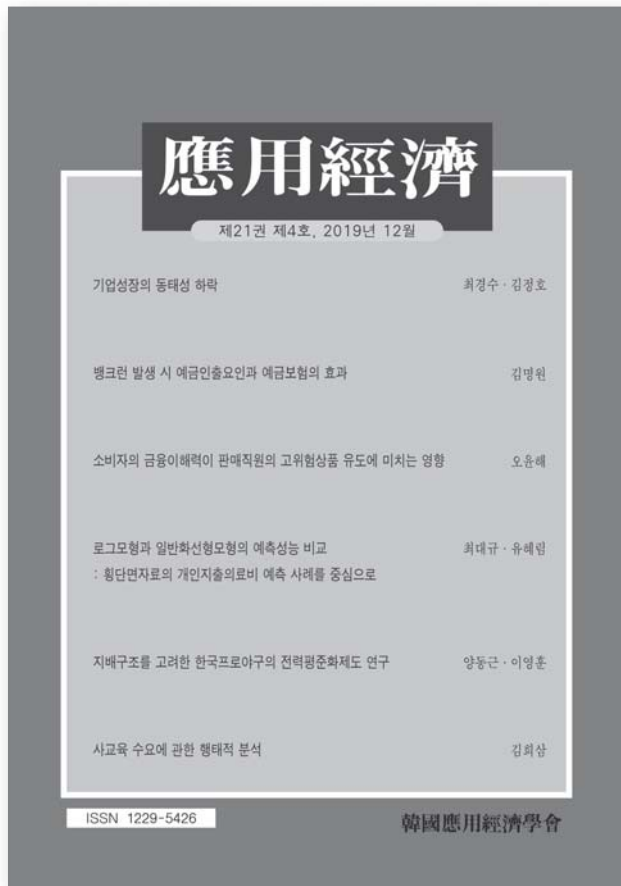 應用經濟
제21권 제4호, 2019년 12월
기업성장의 동태성 하락 최경수 · 김정호
뱅크런 발생 시 예금인출요인과 예금보험의 효과 김명원
소비자의 금융이해력이 판매직원의 고위험상품 유도에 미치는 영향 오윤해
로그모형과 일반화선형모형의 예측성능 비교 최대규 · 유혜림
: 횡단면자료의 개인지출의료비 예측 사례를 중심으로
지배구조를 고려한 한국프로야구의 전력평준화제도 연구 양동근 · 이영훈
사교육 수요에 관한 행태적 분석 김희삼
ISSN 1229-5426
韓國應用經濟學會